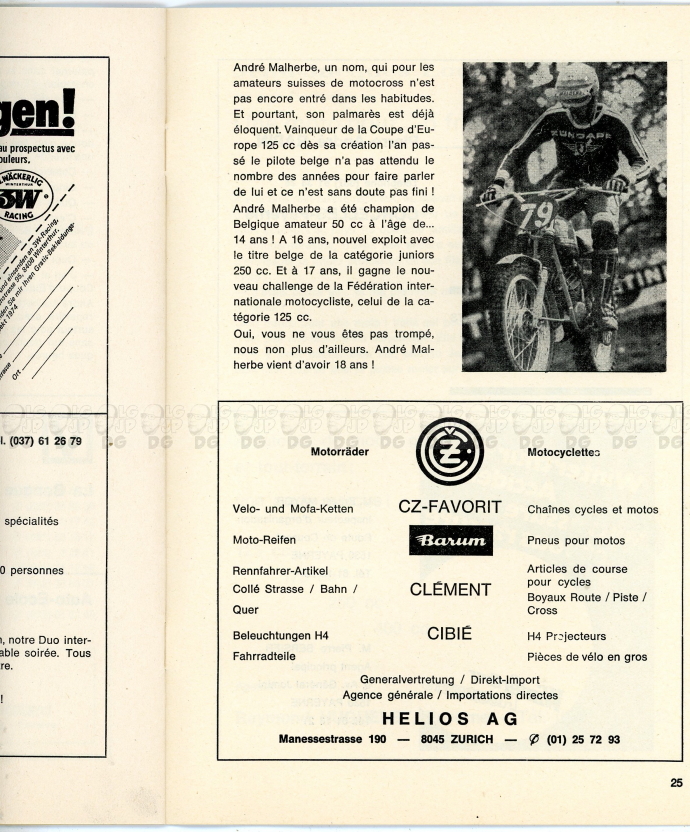 gen!
au prospectus avec
ouleurs.
WÄCKERLIG
WINTERTHUR
3W
RACING
Ort
l. (037) 61 26 79
spécialités
0 personnes
n, notre Duo inter-
able soirée. Tous
re.
!
André Malherbe, un nom, qui pour les
amateurs suisses de motocross n'est
pas encore entré dans les habitudes.
Et pourtant, son palmarès est déjà
éloquent. Vainqueur de la Coupe d'Eu-
rope 125 cc dès sa création l'an pas-
sé le pilote belge n'a pas attendu le
nombre des années pour faire parler
de lui et ce n'est sans doute pas fini !
André Malherbe a été champion de
Belgique amateur 50 cc à l'âge de...
14 ans ! A 16 ans, nouvel exploit avec
le titre belge de la catégorie juniors
250 cc. Et à 17 ans, il gagne le nou-
veau challenge de la Fédération inter-
nationale motocycliste, celui de la ca-
tégorie 125 cc.
Oui, vous ne vous êtes pas trompé,
nous non plus d'ailleurs. André Mal-
herbe vient d'avoir 18 ans !
ZUNDAPP
79
Motorräder
CZ
Motocyclettes
Velo- und Mofa-Ketten
CZ-FAVORIT
Chaînes cycles et motos
Moto-Reifen
Barum
Pneus pour motos
Rennfahrer-Artikel
Collé Strasse / Bahn /
Quer
CLÉMENT
Articles de course
pour cycles
Boyaux Route / Piste /
Cross
Beleuchtungen H4
CIBIÉ
H4 Projecteurs
Fahrradteile
Pièces de vélo en gros
Generalvertretung / Direkt-Import
Agence générale / Importations directes
HELIOS AG
Manessestrasse 190 — 8045 ZURICH — ✆ (01) 25 72 93
25